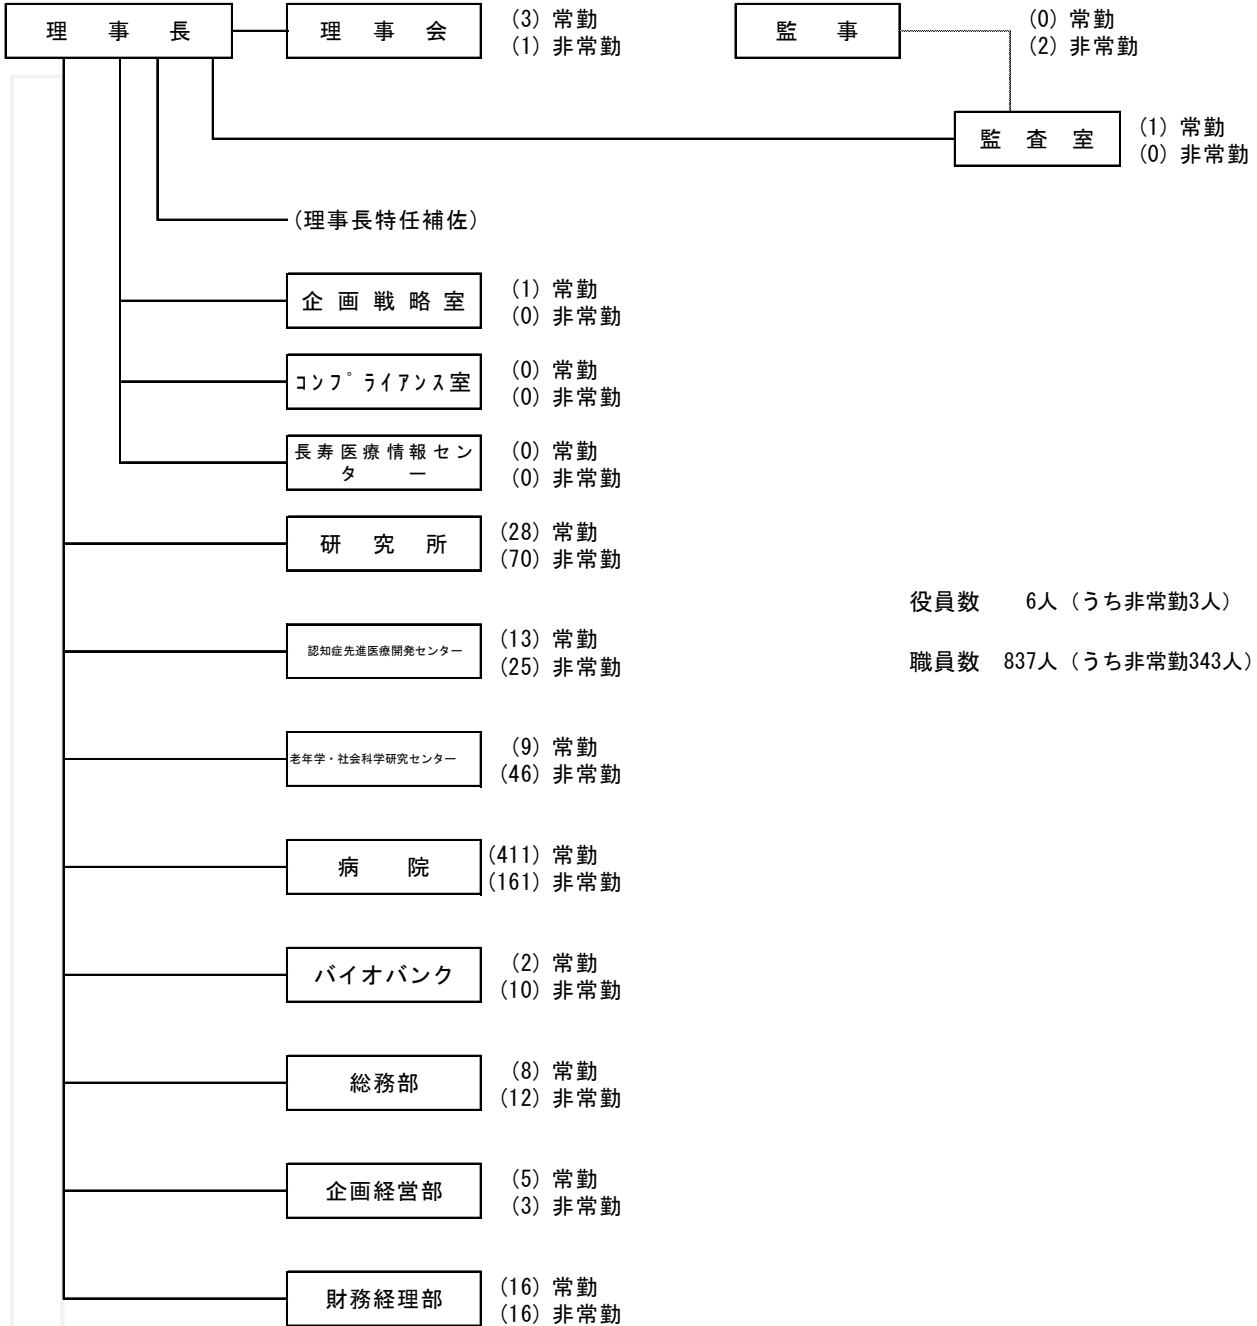 理事長
理事会
(3) 常勤
(1) 非常勤
監事
(0) 常勤
(2) 非常勤
監査室
(1) 常勤
(0) 非常勤
(理事長特任補佐)
企画戦略室
(1) 常勤
(0) 非常勤
コンプライアンス室
(0) 常勤
(0) 非常勤
長寿医療情報セン
ター
(0) 常勤
(0) 非常勤
研究所
(28) 常勤
(70) 非常勤
役員数 6人（うち非常勤3人）
認知症先進医療開発センター
(13) 常勤
(25) 非常勤
職員数 837人（うち非常勤343人）
老年学・社会科学研究センター
(9) 常勤
(46) 非常勤
病院
(411) 常勤
(161) 非常勤
バイオバンク
(2) 常勤
(10) 非常勤
総務部
(8) 常勤
(12) 非常勤
企画経営部
(5) 常勤
(3) 非常勤
財務経理部
(16) 常勤
(16) 非常勤